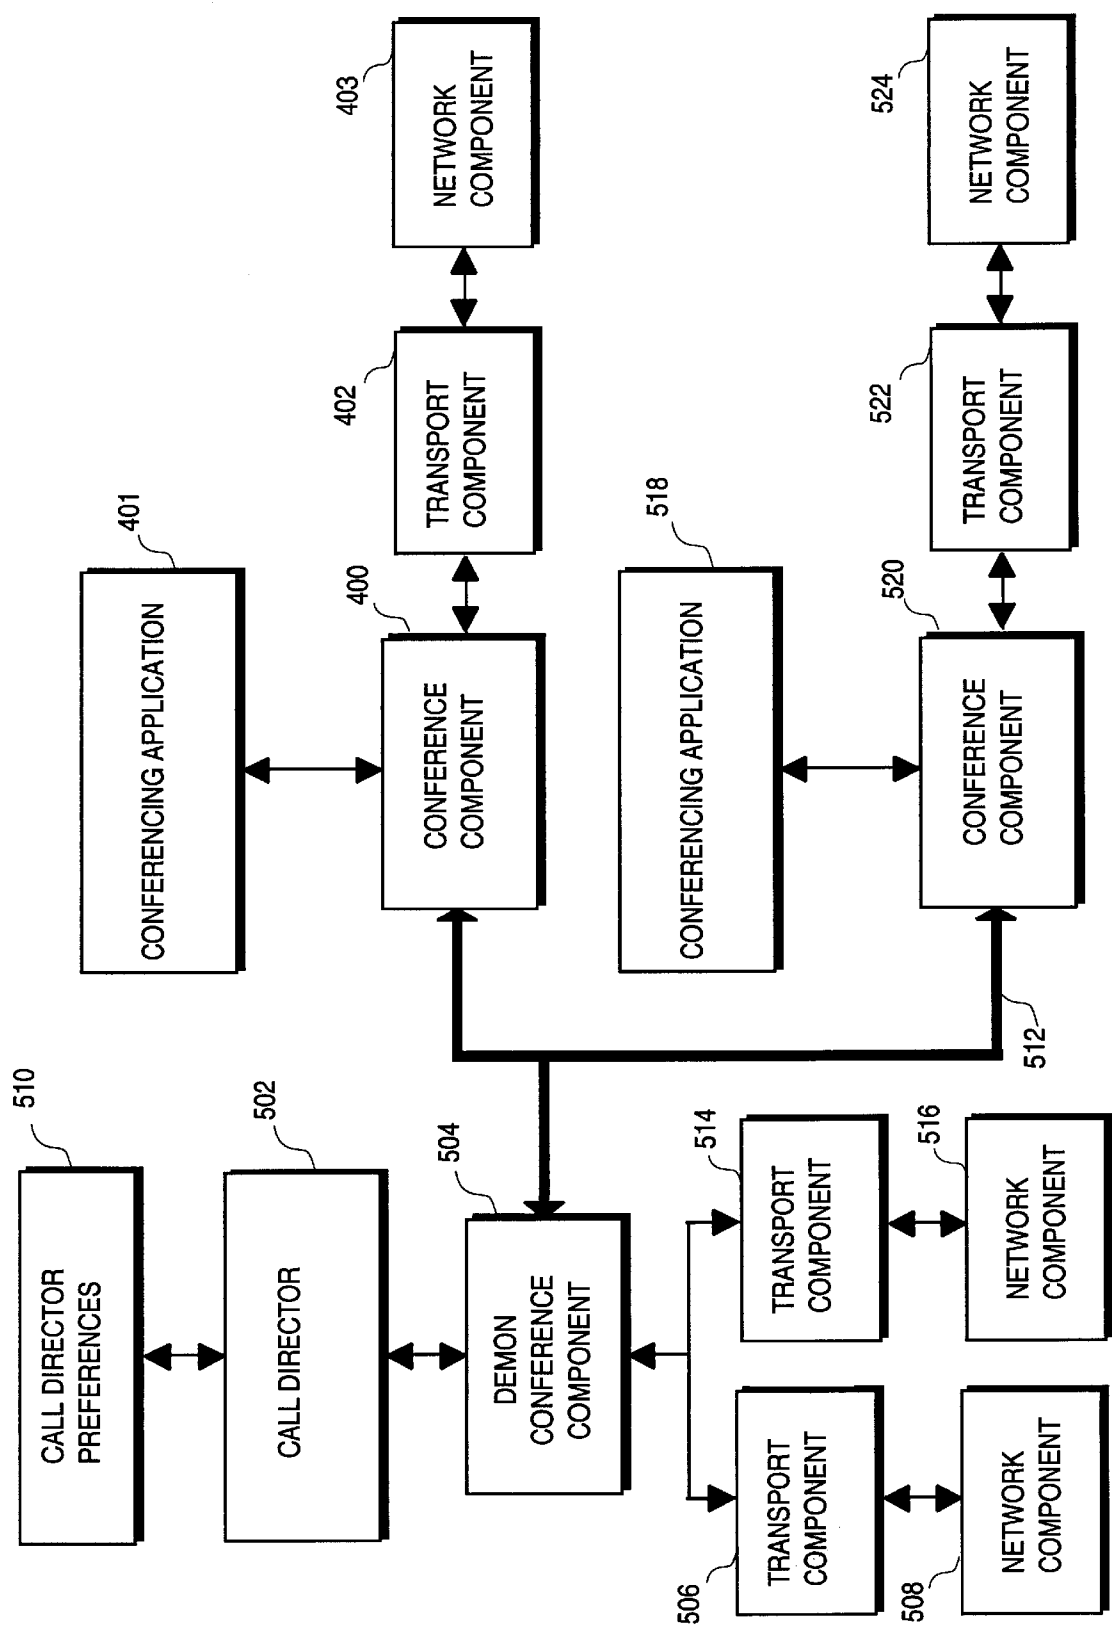 510
CALL DIRECTOR
PREFERENCES
502
CALL DIRECTOR
504
DEMON
CONFERENCE
COMPONENT
506
TRANSPORT
COMPONENT
514
TRANSPORT
COMPONENT
508
NETWORK
COMPONENT
516
NETWORK
COMPONENT
512
401
CONFERENCING APPLICATION
400
CONFERENCE
COMPONENT
402
TRANSPORT
COMPONENT
403
NETWORK
COMPONENT
518
CONFERENCING APPLICATION
520
CONFERENCE
COMPONENT
522
TRANSPORT
COMPONENT
524
NETWORK
COMPONENT